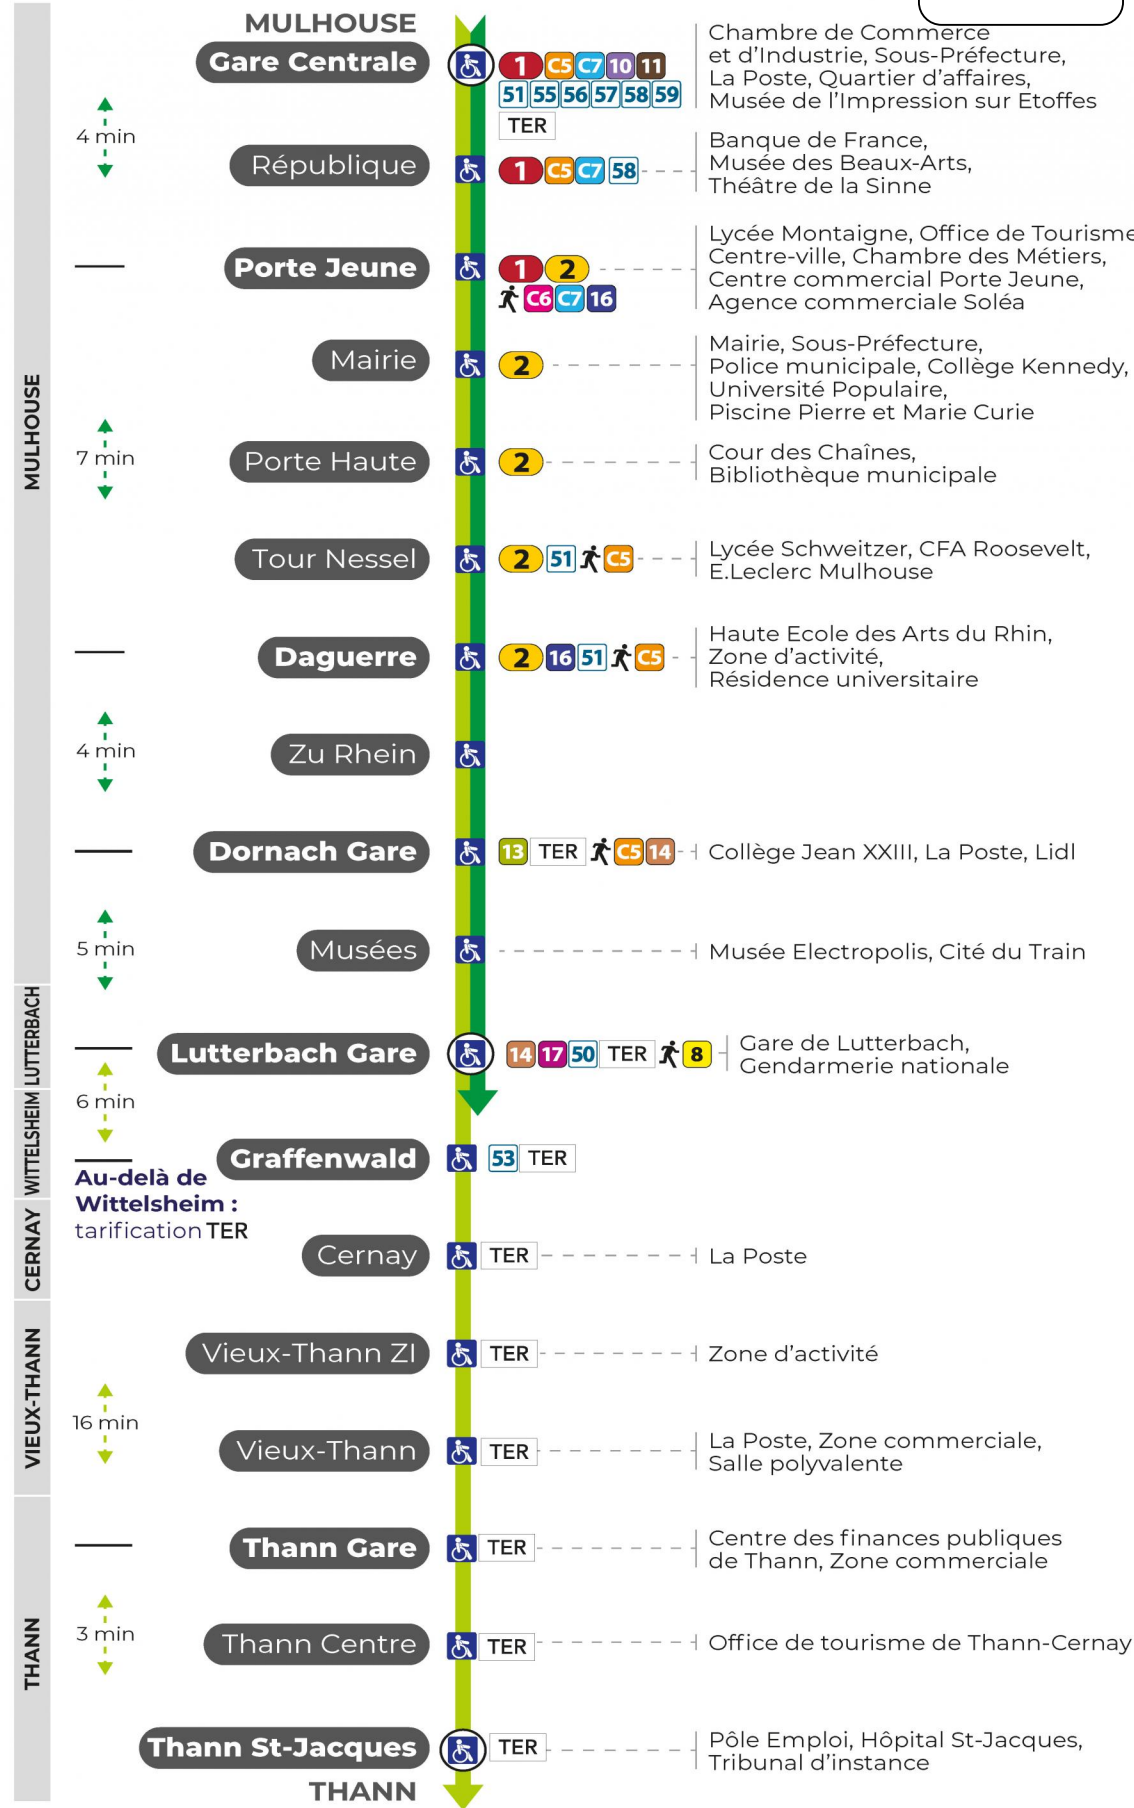 MULHOUSE
Gare Centrale
1 C5 C7 10 11
51 55 56 57 58 59
TER
Chambre de Commerce
et d'Industrie, Sous-Préfecture,
La Poste, Quartier d'affaires,
Musée de l'Impression sur Etoffes
4 min
République
1 C5 C7 58
Banque de France,
Musée des Beaux-Arts,
Théâtre de la Sinne
Porte Jeune
1 2
C6 C7 16
Lycée Montaigne, Office de Tourisme
Centre-ville, Chambre des Métiers,
Centre commercial Porte Jeune,
Agence commerciale Soléa
Mairie
2
Mairie, Sous-Préfecture,
Police municipale, Collège Kennedy,
Université Populaire,
Piscine Pierre et Marie Curie
MULHOUSE
7 min
Porte Haute
2
Cour des Chaînes,
Bibliothèque municipale
Tour Nessel
2 51 C5
Lycée Schweitzer, CFA Roosevelt,
E.Leclerc Mulhouse
Daguerre
2 16 51 C5
Haute Ecole des Arts du Rhin,
Zone d'activité,
Résidence universitaire
4 min
Zu Rhein
Dornach Gare
13 TER C5 14
Collège Jean XXIII, La Poste, Lidl
5 min
Musées
Musée Electropolis, Cité du Train
LUTTERBACH
Lutterbach Gare
14 17 50 TER 8
Gare de Lutterbach,
Gendarmerie nationale
6 min
WITTELSHEIM
Graffenwald
53 TER
Au-delà de
Wittelsheim :
tarification TER
CERNAY
Cernay
TER
La Poste
Vieux-Thann ZI
TER
Zone d'activité
VIEUX-THANN
16 min
Vieux-Thann
TER
La Poste, Zone commerciale,
Salle polyvalente
Thann Gare
TER
Centre des finances publiques
de Thann, Zone commerciale
THANN
3 min
Thann Centre
TER
Office de tourisme de Thann-Cernay
Thann St-Jacques
TER
Pôle Emploi, Hôpital St-Jacques,
Tribunal d'instance
THANN